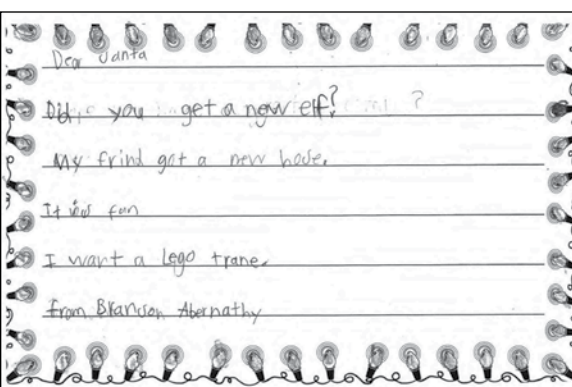 Dear Santa
Did you get a new elf?
My frind got a new house.
It was fun
I want a Lego trane.
from Branson Abernathy